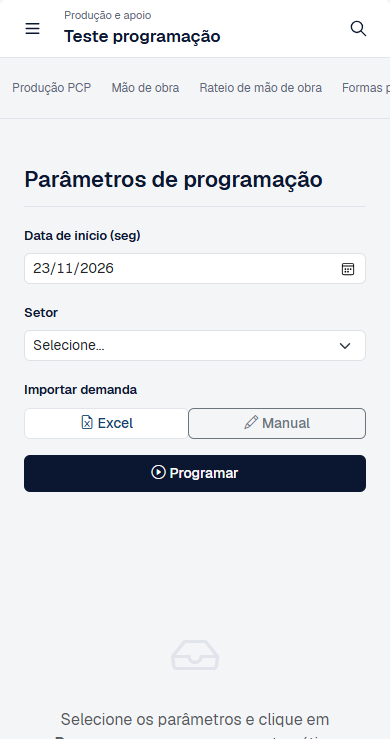 Produção e apoio
Teste programação
Produção PCP Mão de obra Rateio de mão de obra Formas
Parâmetros de programação
Data de início (seg)
23/11/2026
Setor
Selecione...
Importar demanda
Excel Manual
Programar
Selecione os parâmetros e clique em